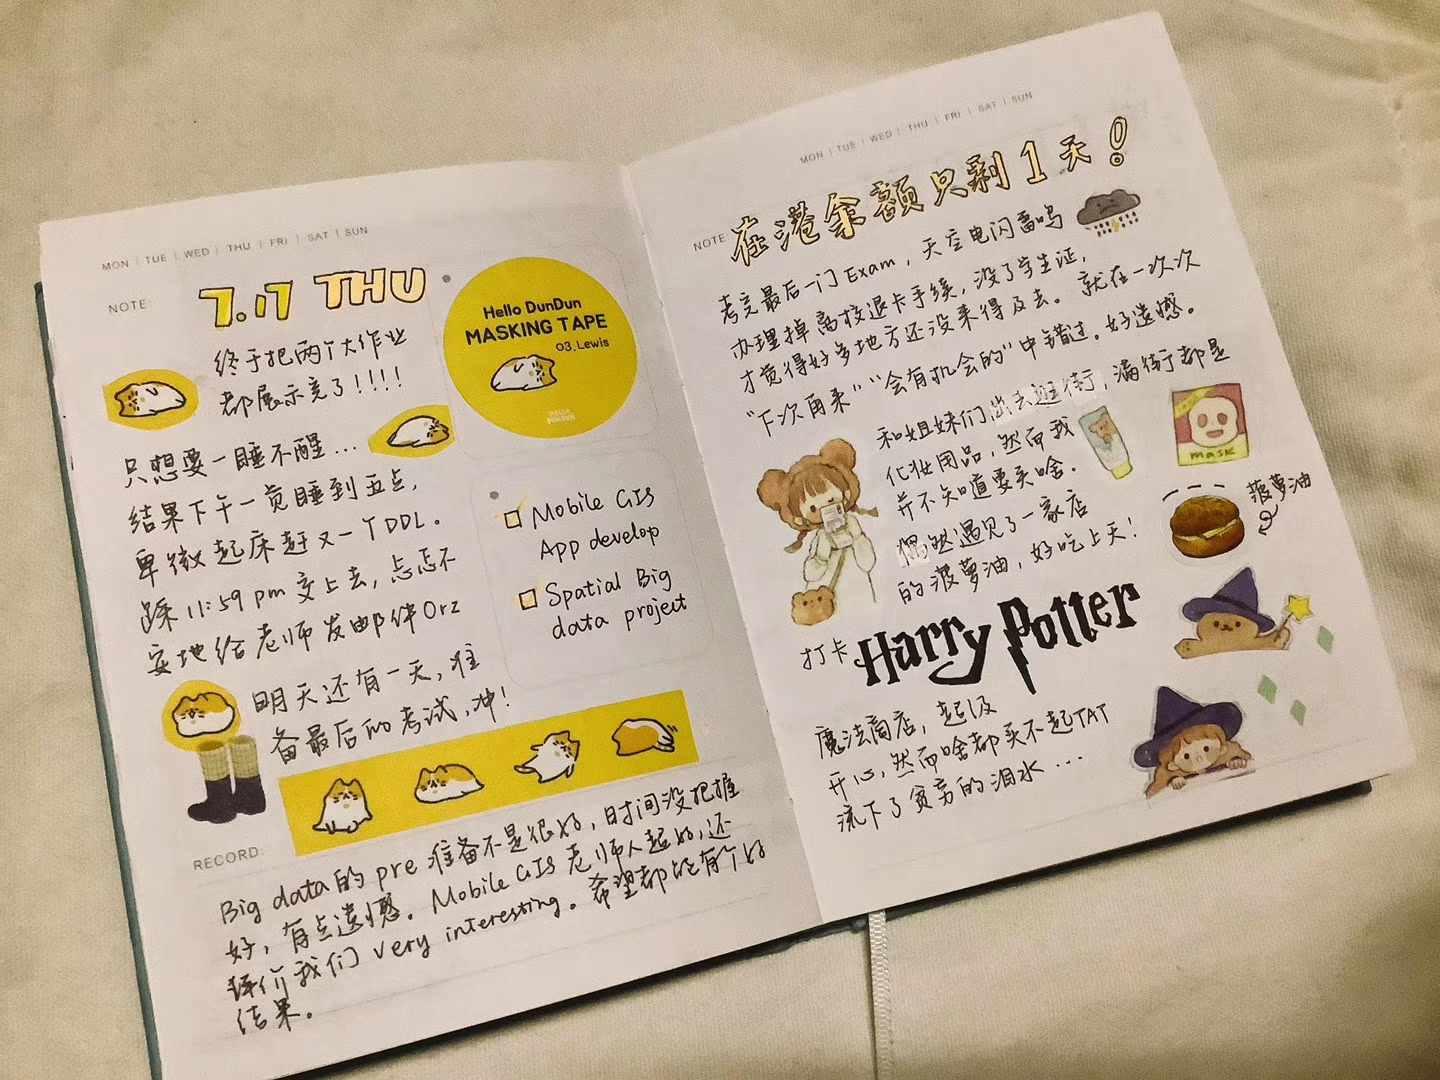 MON | TUE | WED | THU | FRI | SAT | SUN
NOTE:
7.17 THU
终于把两个大作业
都展示完了!!!!
只想要一睡不醒...
结果下午一觉睡到五点,
卑微起床赶又一个DDL.
踩11:59pm交上去,忐忑不
安地给老师发邮件Orz
明天还有一天,准
备最后的考试,冲!
Hello DunDun
MASKING TAPE
03.Lewis
HELLO
DUNDUN
Mobile GIS
App develop
Spatial Big
data project
RECORD:
Big data的pre准备不是很好,时间没把握
好,有点遗憾。Mobile GIS老师人超好,还
评价我们very interesting。希望都能有个好
结果。
MON | TUE | WED | THU | FRI | SAT | SUN
NOTE
在港余额只剩1天!
考完最后一门Exam,天空电闪雷鸣
办理掉离校退卡手续,没了学生证,
才觉得好多地方还没来得及去。就在一次次
"下次再来""会有机会的"中错过。好遗憾。
和姐妹们出去逛街,满街都是
化妆用品,然而我
并不知道要买啥.
偶然遇见了一家店
的菠萝油,好吃上天!
mask
菠萝油
打卡 Harry Potter
魔法商店,超级
开心,然而啥都买不起TAT
流下了贫穷的泪水...